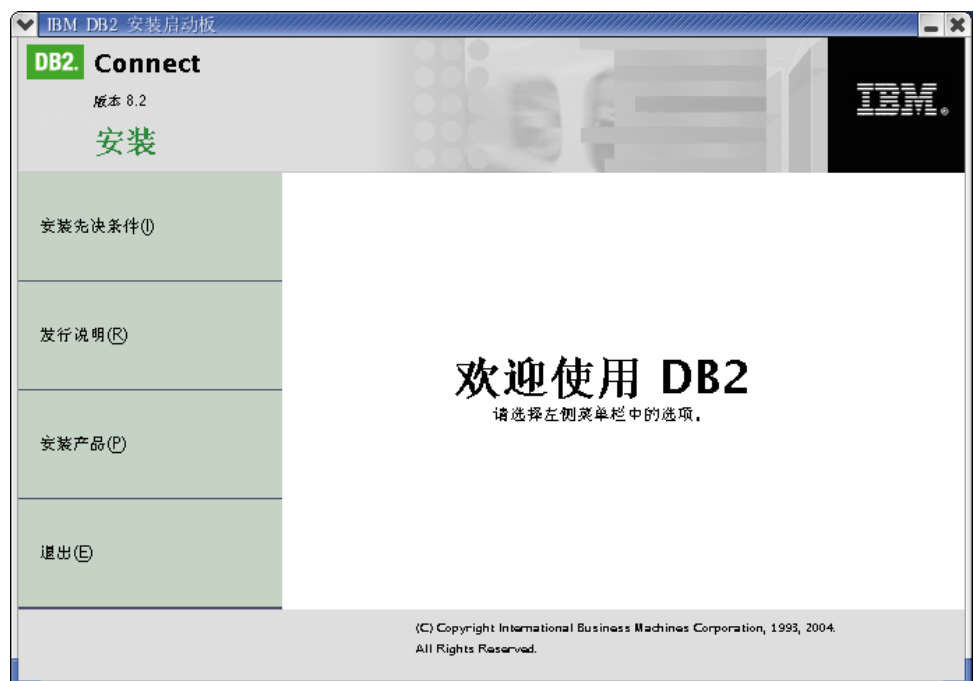 IBM DB2 安装启动板
DB2. Connect
版本 8.2
安装
IBM®
安装先决条件(I)
发行说明(R)
安装产品(P)
退出(E)
欢迎使用 DB2
请选择左侧菜单栏中的选项。
(C) Copyright International Business Machines Corporation, 1993, 2004.
All Rights Reserved.